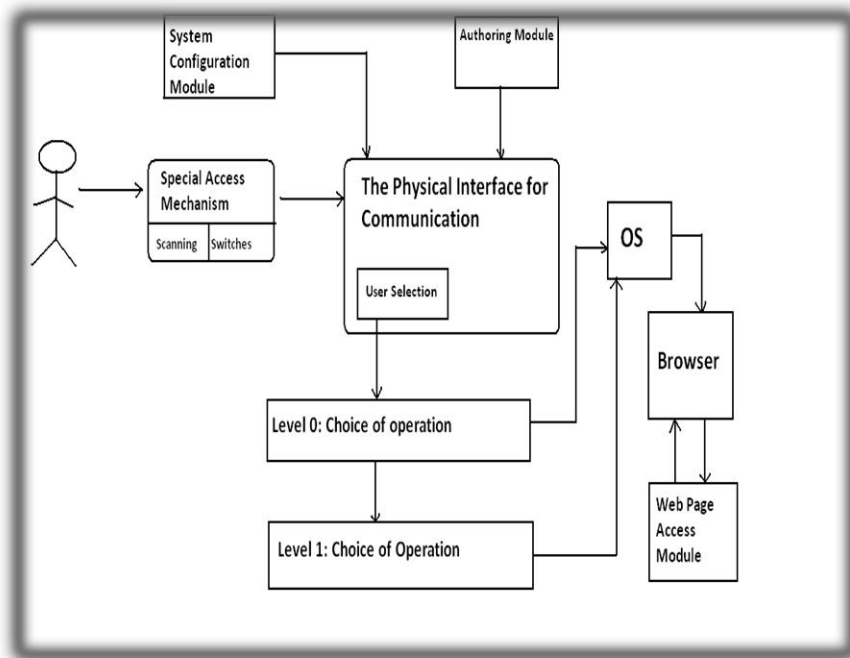 System
Configuration
Module
Authoring Module
Special Access
Mechanism
Scanning
Switches
The Physical Interface for
Communication
User Selection
OS
Browser
Level 0: Choice of operation
Level 1: Choice of Operation
Web Page
Access
Module